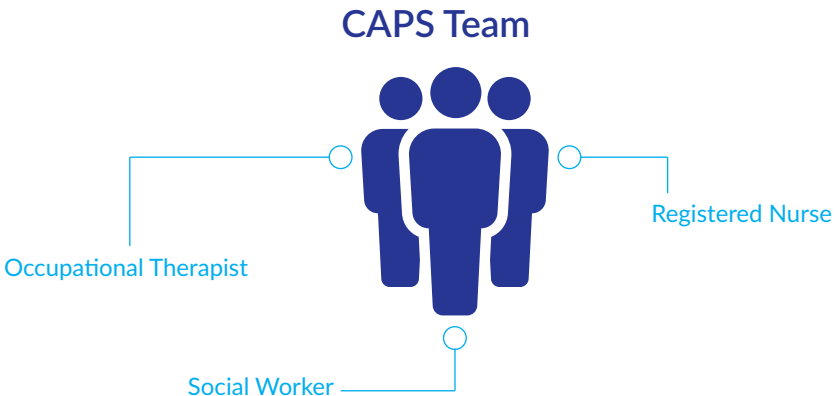 CAPS Team
Registered Nurse
Occupational Therapist
Social Worker